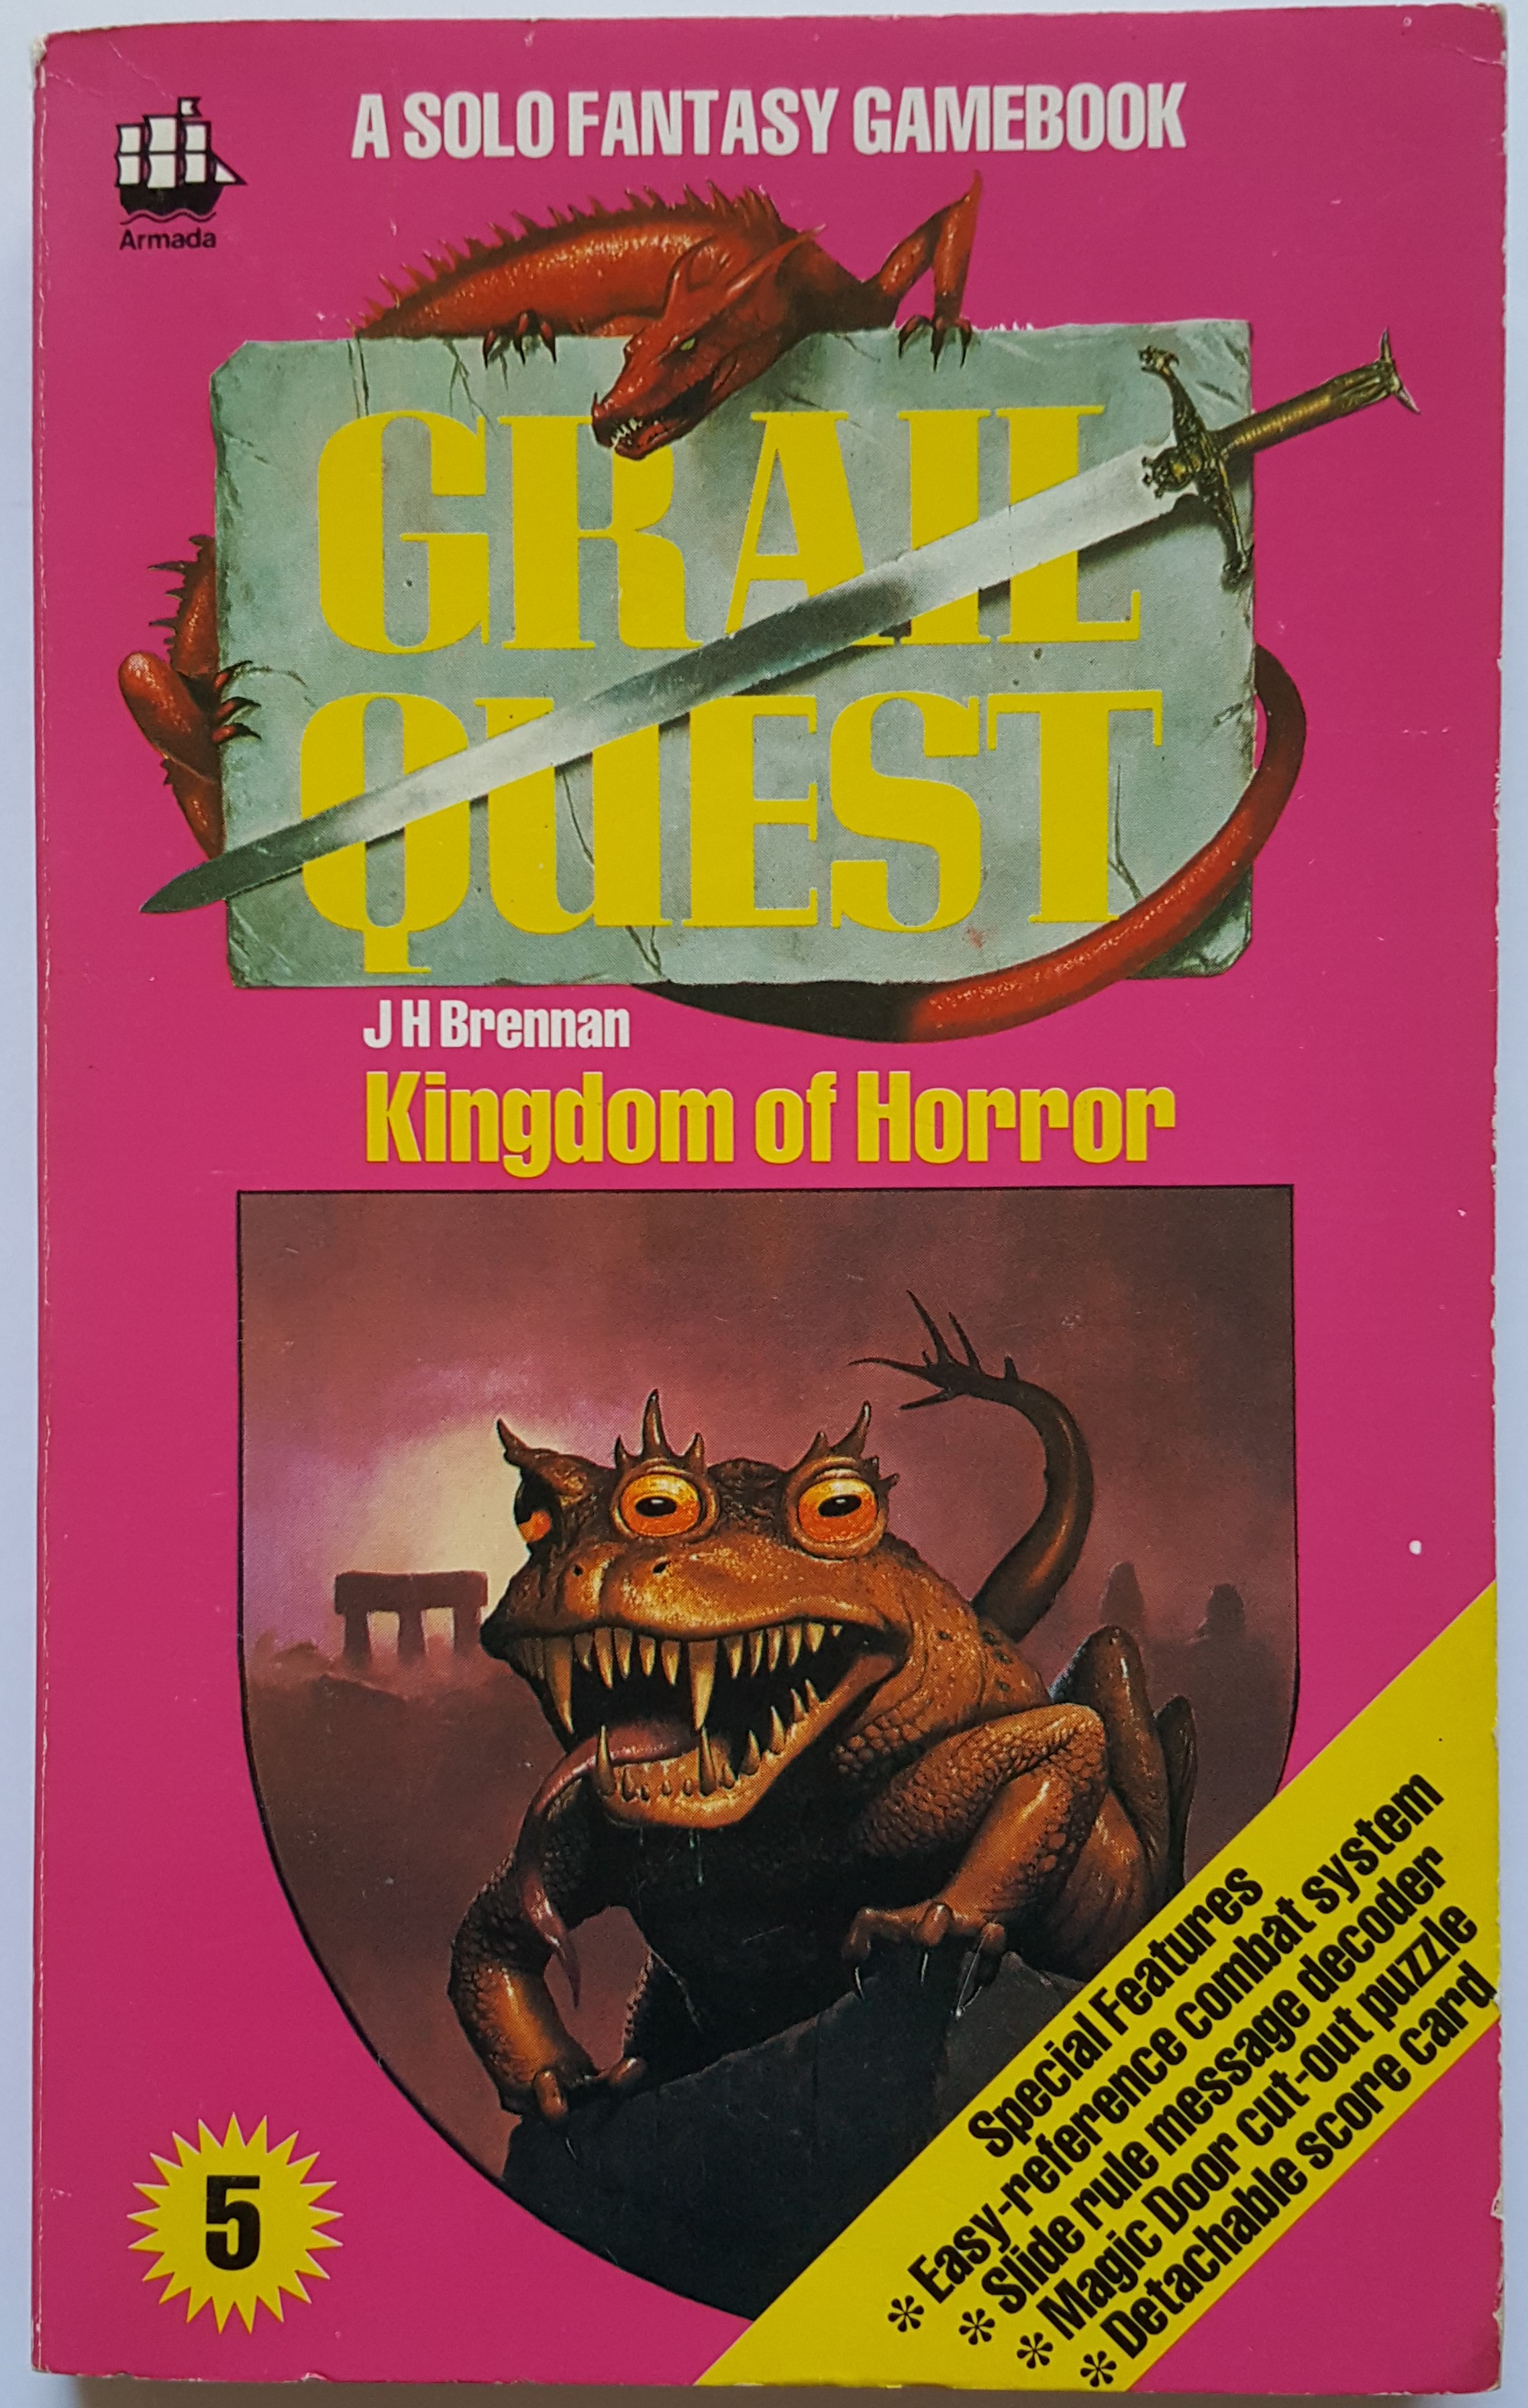 A SOLO FANTASY GAMEBOOK
Armada
GRAIL
QUEST
J H Brennan
Kingdom of Horror
Special Features
* Easy-reference combat system
* Slide rule message decoder
* Magic Door cut-out puzzle
* Detachable score card
5